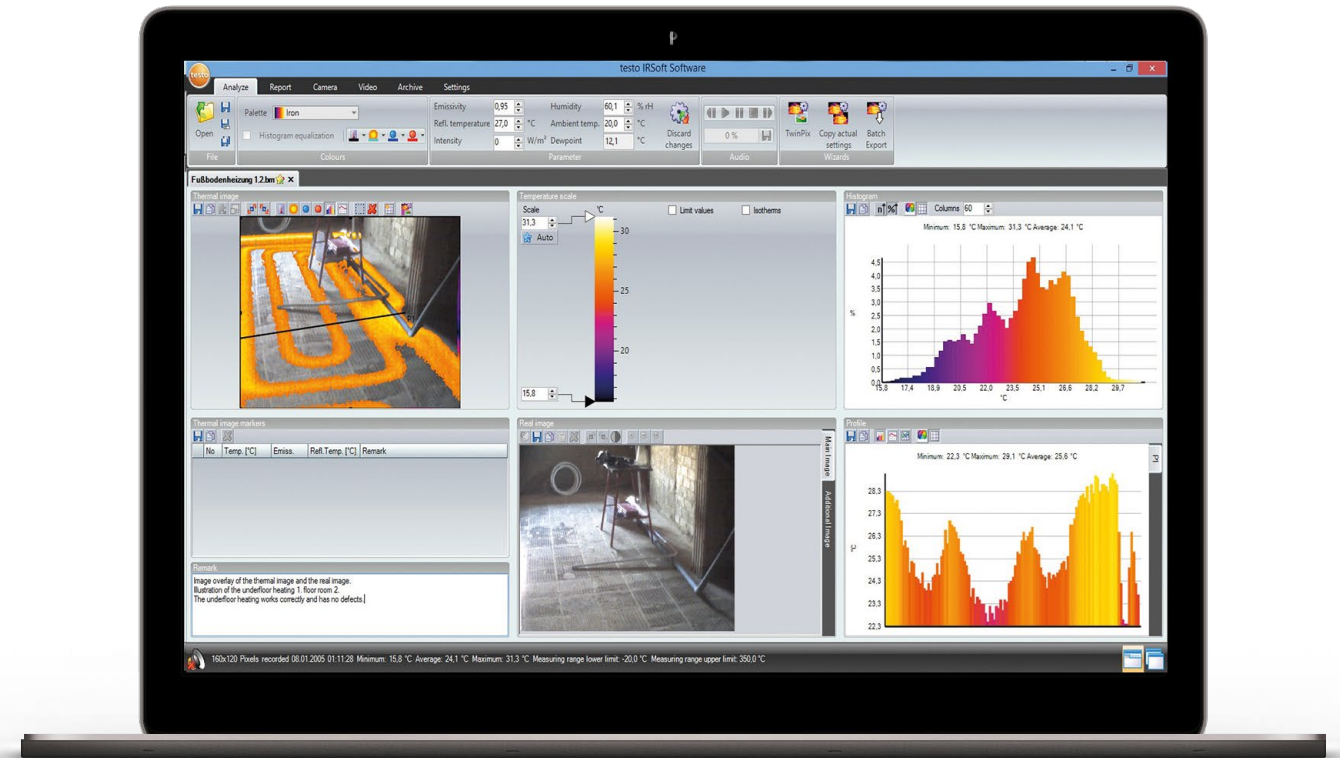 testo IRSoft Software
testo
Analyze Report Camera Video Archive Settings
Open
File
Palette Iron
Histogram equalization
Colours
Emissivity 0,95 Humidity 60,1 % rH
Refl. temperature 27,0 °C Ambient temp. 20,0 °C
Intensity 0 W/m² Dewpoint 12,1 °C
Parameter
Discard
changes
0 %
Audio
TwinPix Copy actual Batch
settings Export
Wizards
Fußbodenheizung 1.2.bm
Thermal image
P1
Temperature scale
Scale °C
31,3
Auto
Limit values Isotherms
30
25
20
15,8
Histogram
n %
Columns 60
Minimum: 15,8 °C Maximum: 31,3 °C Average: 24,1 °C
4,5
4,0
3,5
3,0
2,5
2,0
1,5
1,0
0,5
0,0
%
15,8 17,4 18,9 20,5 22,0 23,5 25,1 26,6 28,2 29,7
°C
Thermal image markers
No Temp. [°C] Emiss. Refl.Temp. [°C] Remark
Remark
Image overlay of the thermal image and the real image.
Illustration of the underfloor heating 1. floor room 2.
The underfloor heating works correctly and has no defects.
Real image
Main Image
Additional Image
Profile
P1
Minimum: 22,3 °C Maximum: 29,1 °C Average: 25,6 °C
28,3
27,3
26,3
25,3
24,3
23,3
22,3
°C
160x120 Pixels recorded 08.01.2005 01:11:28 Minimum: 15,8 °C Average: 24,1 °C Maximum: 31,3 °C Measuring range lower limit: -20,0 °C Measuring range upper limit: 350,0 °C